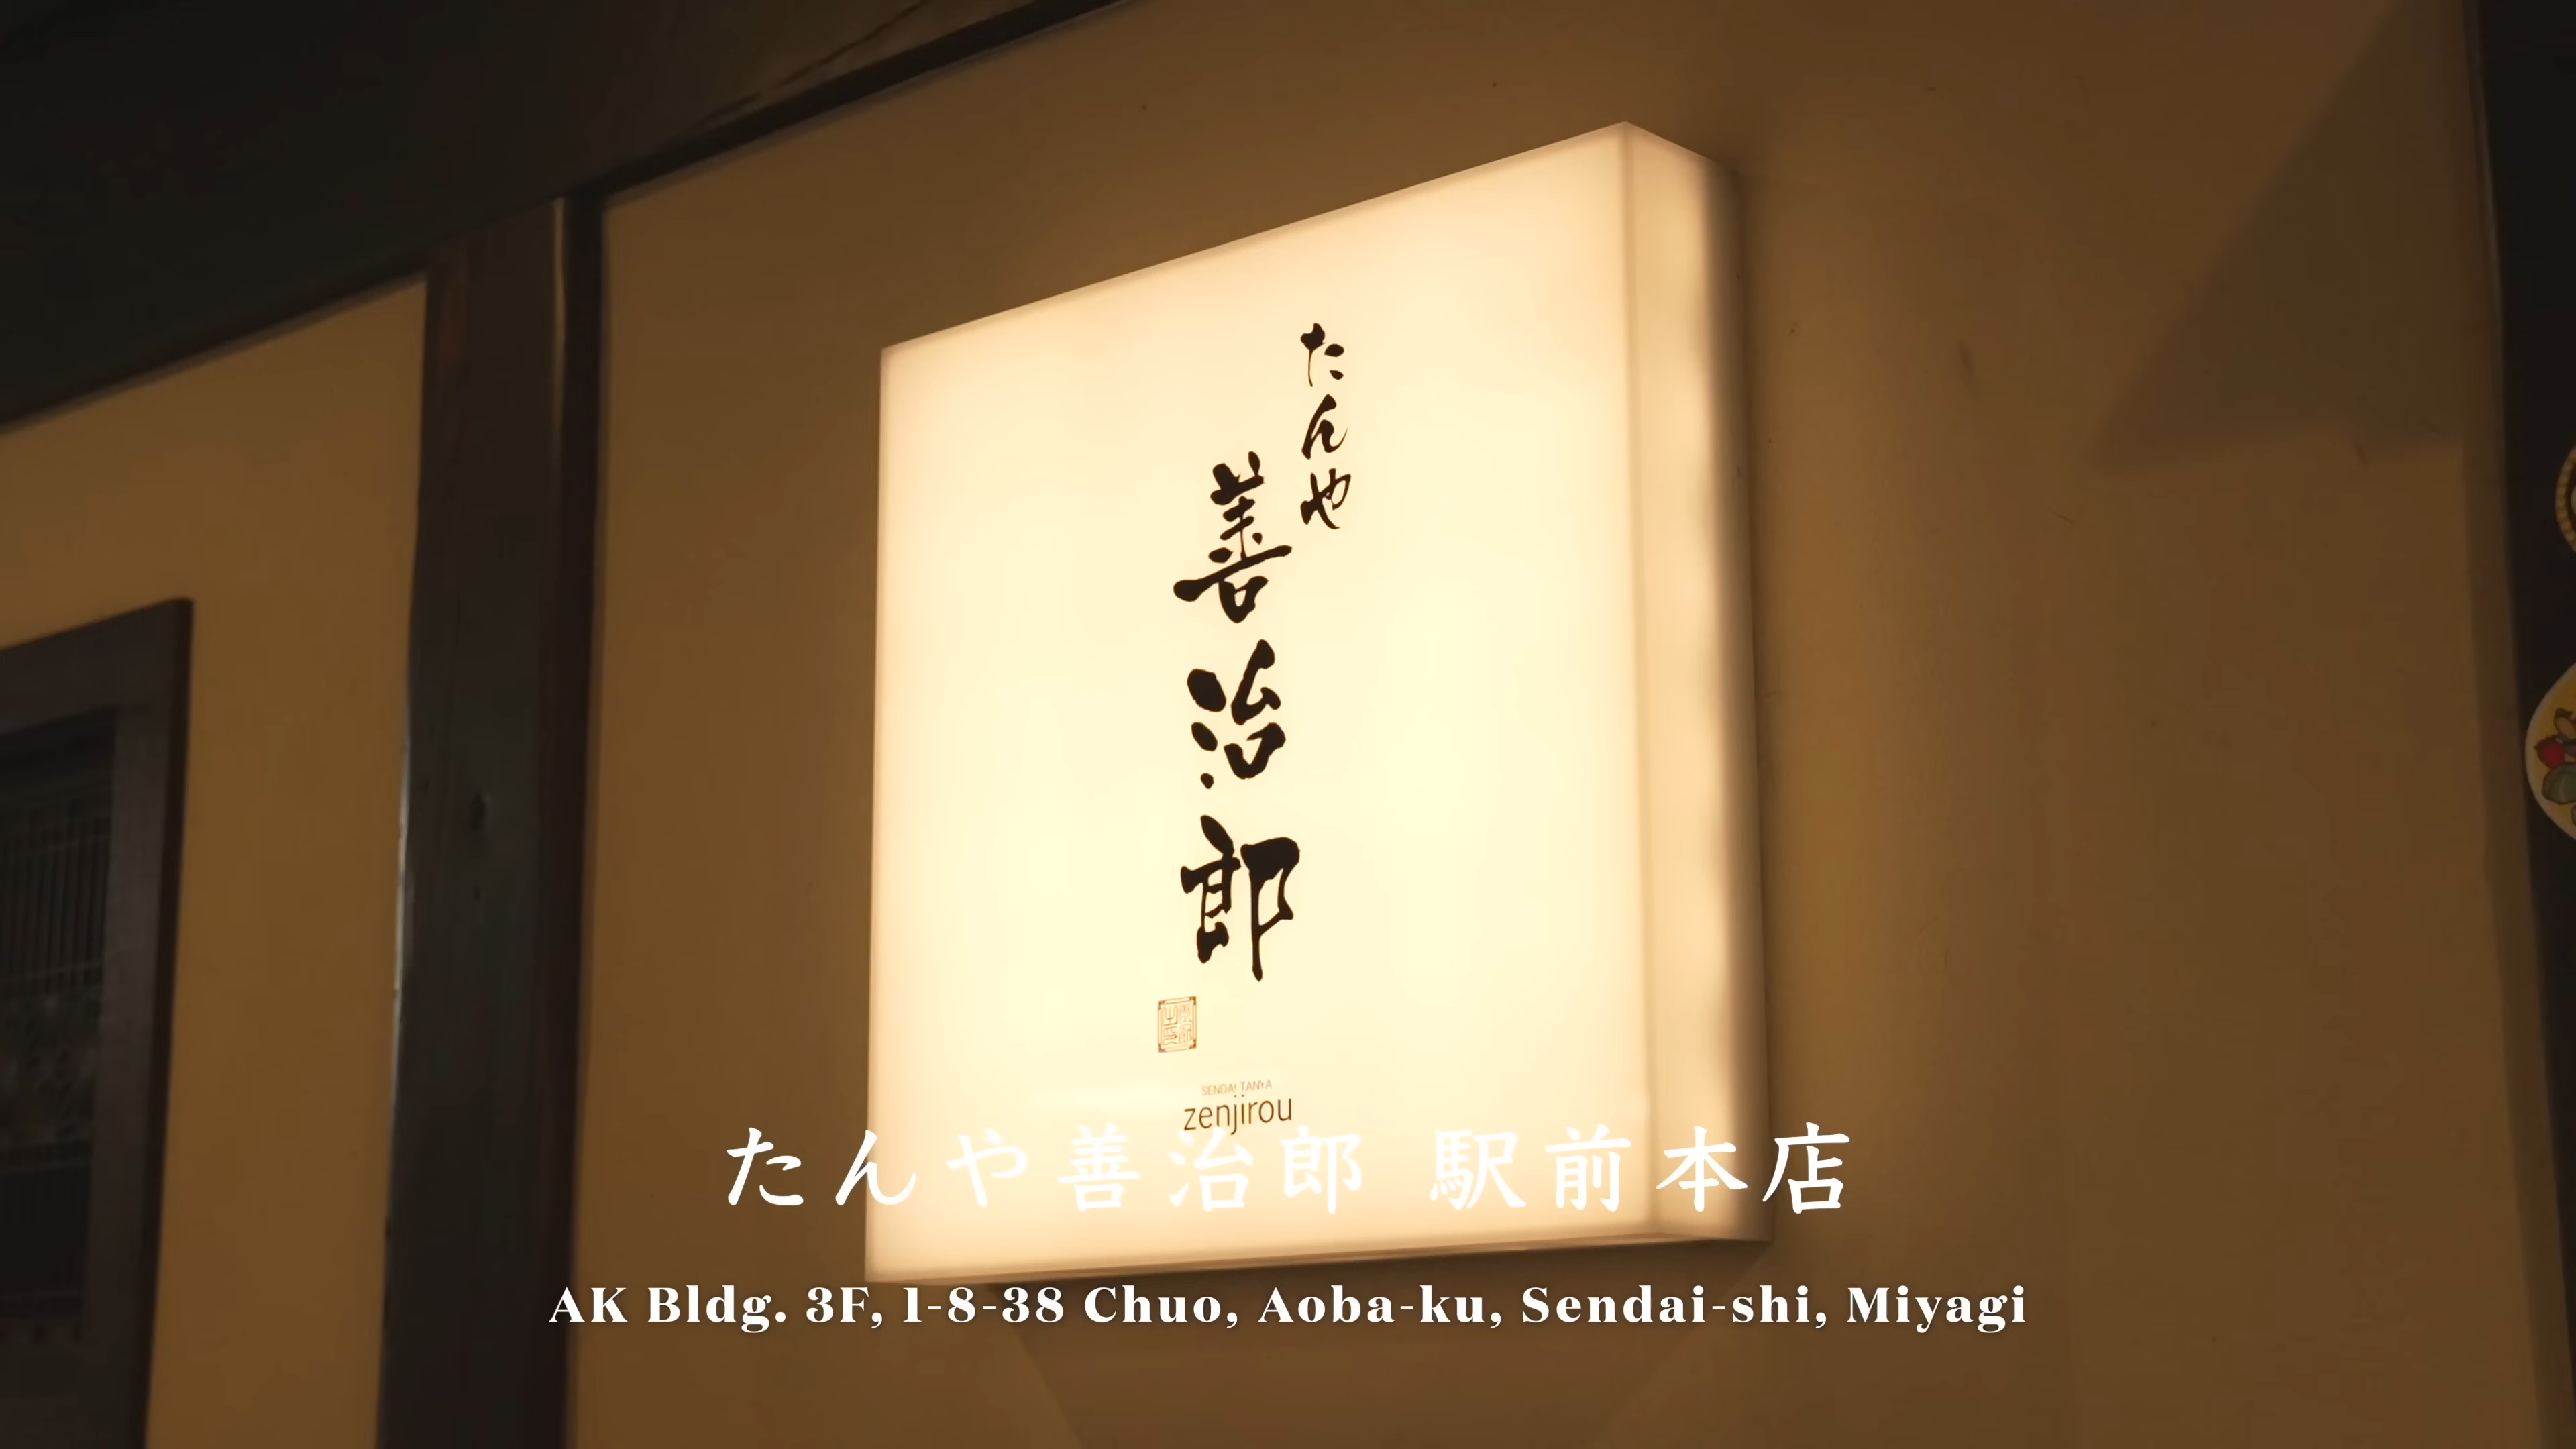 たんや
善治郎
SENDAI TANYA
zenjirou
たんや善治郎 駅前本店
AK Bldg. 3F, 1-8-38 Chuo, Aoba-ku, Sendai-shi, Miyagi